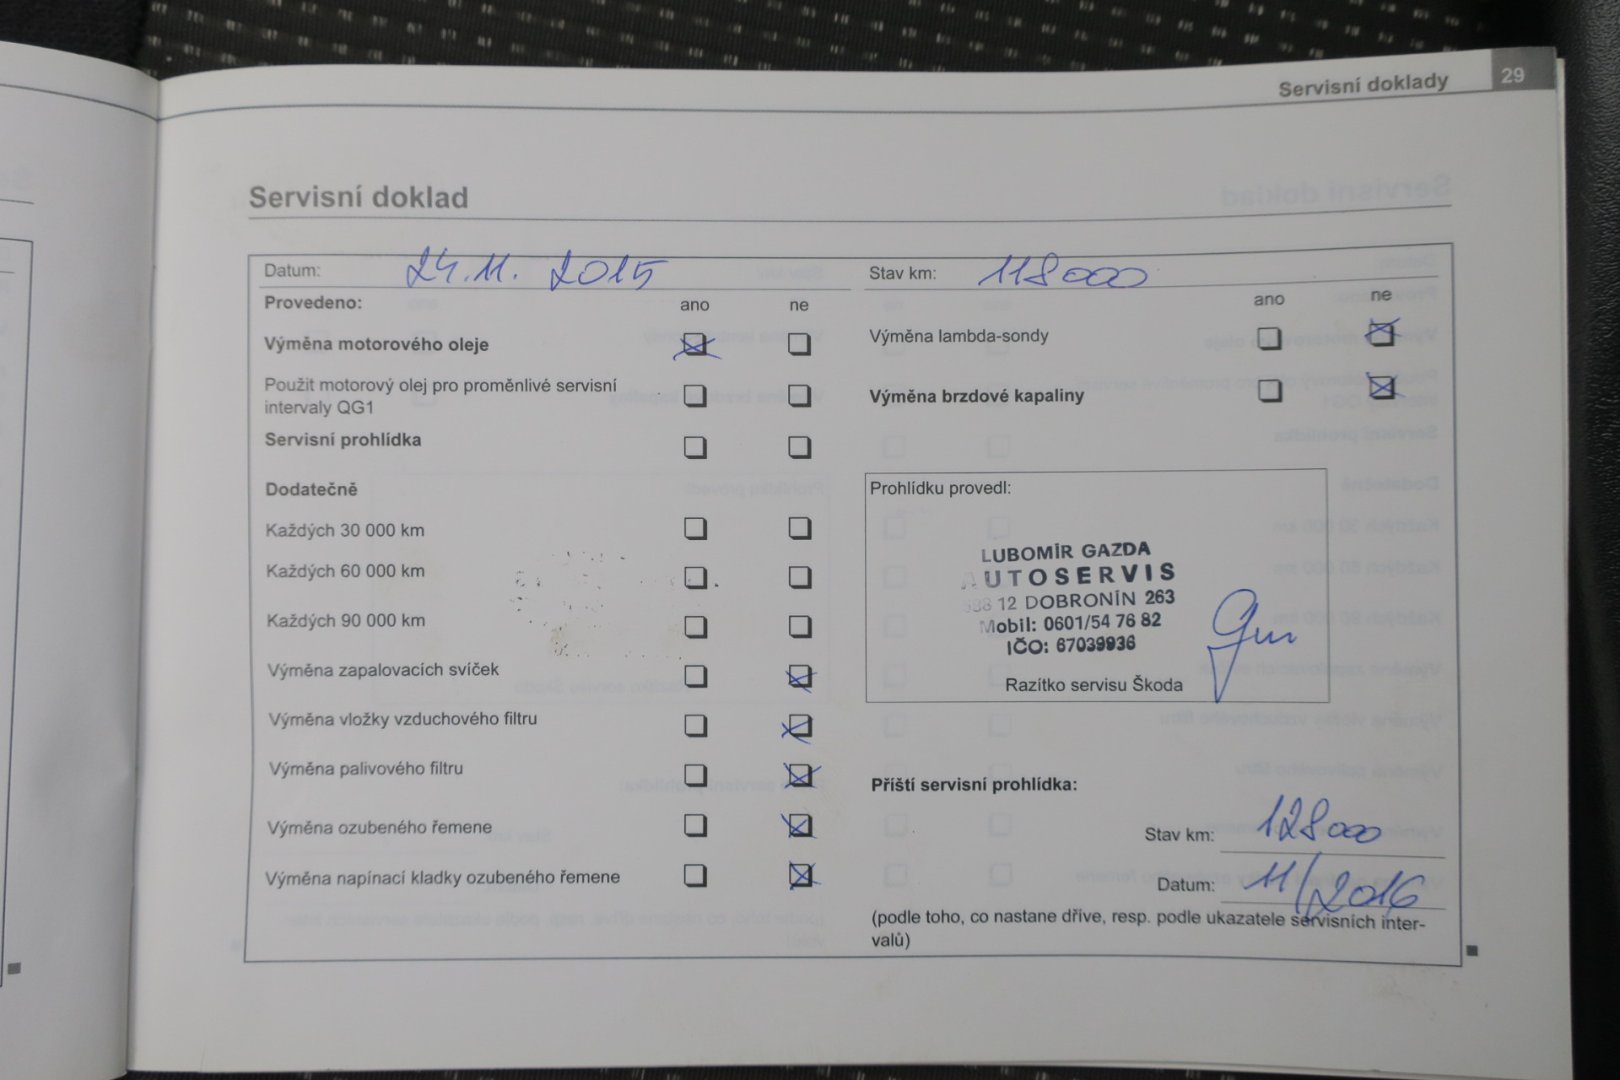 Servisní doklady 29
Servisní doklad
Datum: 24.11. 2015
Provedeno: ano ne
Výměna motorového oleje
Použit motorový olej pro proměnlivé servisní
intervaly QG1
Servisní prohlídka
Dodatečně
Každých 30 000 km
Každých 60 000 km
Každých 90 000 km
Výměna zapalovacích svíček
Výměna vložky vzduchového filtru
Výměna palivového filtru
Výměna ozubeného řemene
Výměna napínací kladky ozubeného řemene
Stav km: 118000
ano ne
Výměna lambda-sondy
Výměna brzdové kapaliny
Prohlídku provedl:
LUBOMÍR GAZDA
AUTOSERVIS
12 DOBRONÍN 263
Mobil: 0601/54 76 82
IČO: 67039936
Razítko servisu Škoda
Příští servisní prohlídka:
Stav km: 128000
Datum: 11/2016
(podle toho, co nastane dříve, resp. podle ukazatele servisních inter-
valů)